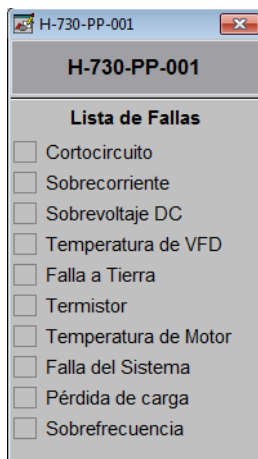 H-730-PP-001
H-730-PP-001
Lista de Fallas
Cortocircuito
Sobrecorriente
Sobrevoltaje DC
Temperatura de VFD
Falla a Tierra
Termistor
Temperatura de Motor
Falla del Sistema
Pérdida de carga
Sobrefrecuencia